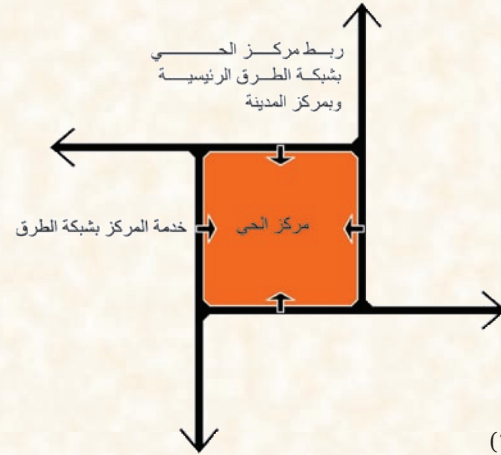 ربط مركز الحي
بشبكة الطرق الرئيسية
وبمركز المدينة
خدمة المركز بشبكة الطرق
مركز الحي